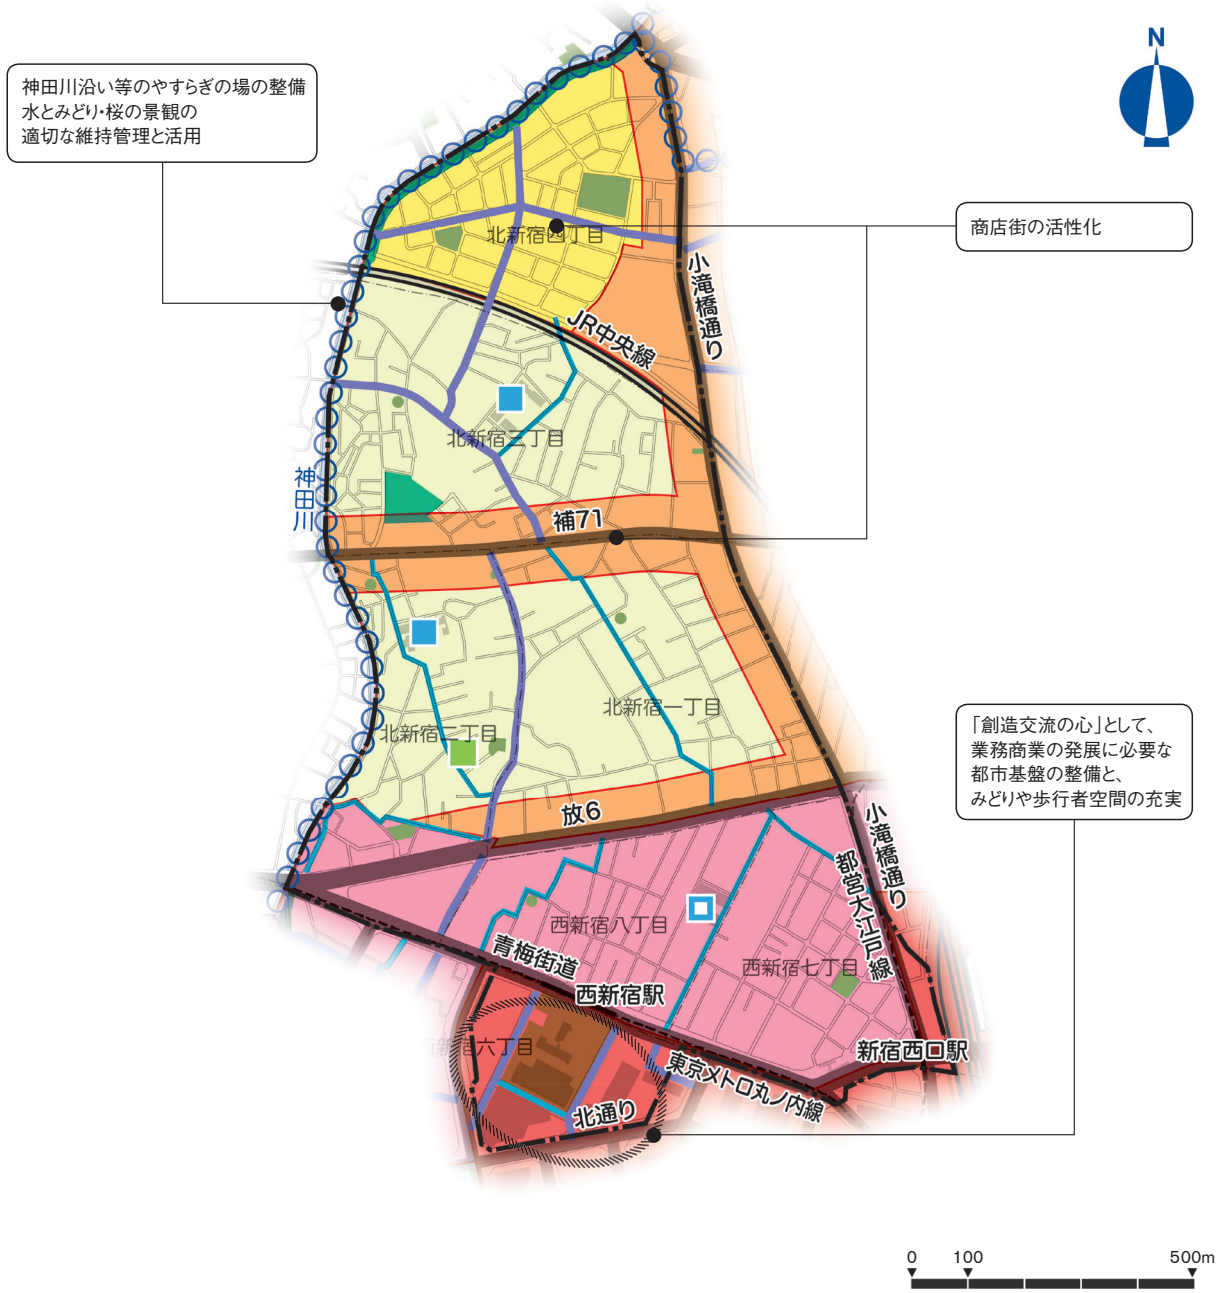 N
神田川沿い等のやすらぎの場の整備
水とみどり・桜の景観の
適切な維持管理と活用
商店街の活性化
北新宿四丁目
小滝橋通り
JR中央線
北新宿三丁目
神田川
補71
北新宿一丁目
北新宿二丁目
「創造交流の心」として、
業務商業の発展に必要な
都市基盤の整備と、
みどりや歩行者空間の充実
放6
小滝橋通り
都営大江戸線
西新宿八丁目
青梅街道
西新宿七丁目
西新宿駅
西新宿六丁目
新宿西口駅
東京メトロ丸ノ内線
北通り
0 100 500m